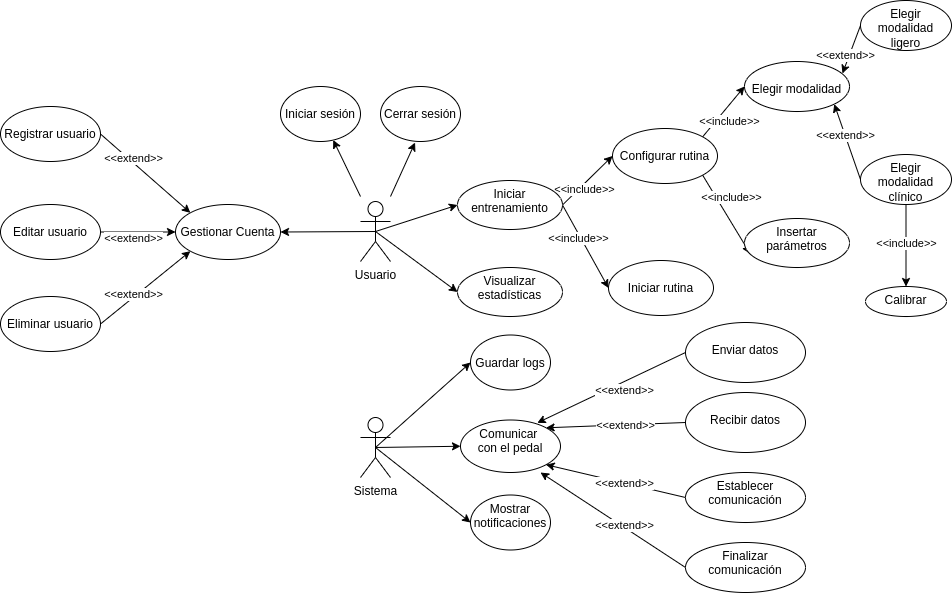 Elegir
modalidad
ligero
<<extend>>
Elegir modalidad
<<extend>>
Elegir
modalidad
clínico
<<include>>
Calibrar
Iniciar sesión
Cerrar sesión
Registrar usuario
<<extend>>
Editar usuario
<<extend>>
Eliminar usuario
<<extend>>
Gestionar Cuenta
Usuario
Iniciar
entrenamiento
<<include>>
<<include>>
Configurar rutina
<<include>>
<<include>>
Insertar
parámetros
Iniciar rutina
Visualizar
estadísticas
Guardar logs
Sistema
Comunicar
con el pedal
Mostrar
notificaciones
<<extend>>
Enviar datos
<<extend>>
Recibir datos
<<extend>>
Establecer
comunicación
<<extend>>
Finalizar
comunicación